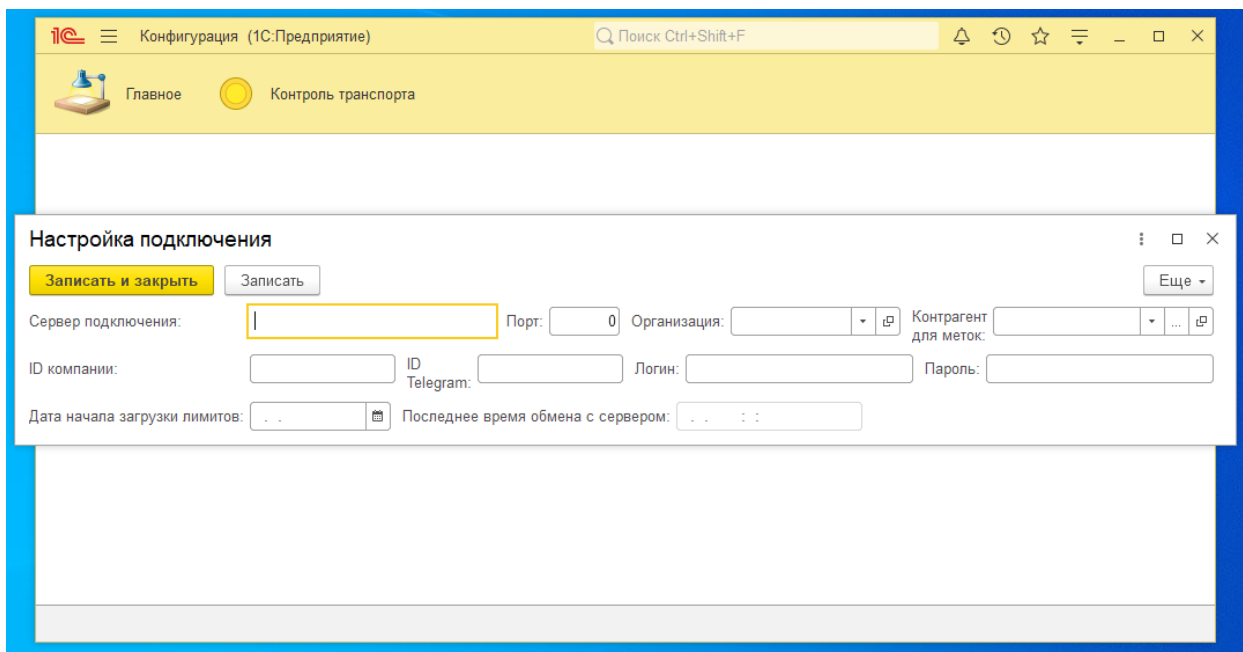 1С Конфигурация (1С:Предприятие) Поиск Ctrl+Shift+F
Главное Контроль транспорта
Настройка подключения
Записать и закрыть Записать Еще
Сервер подключения: Порт: 0 Организация: Контрагент для меток: ...
ID компании: ID Telegram: Логин: Пароль:
Дата начала загрузки лимитов: . . Последнее время обмена с сервером: . . : :